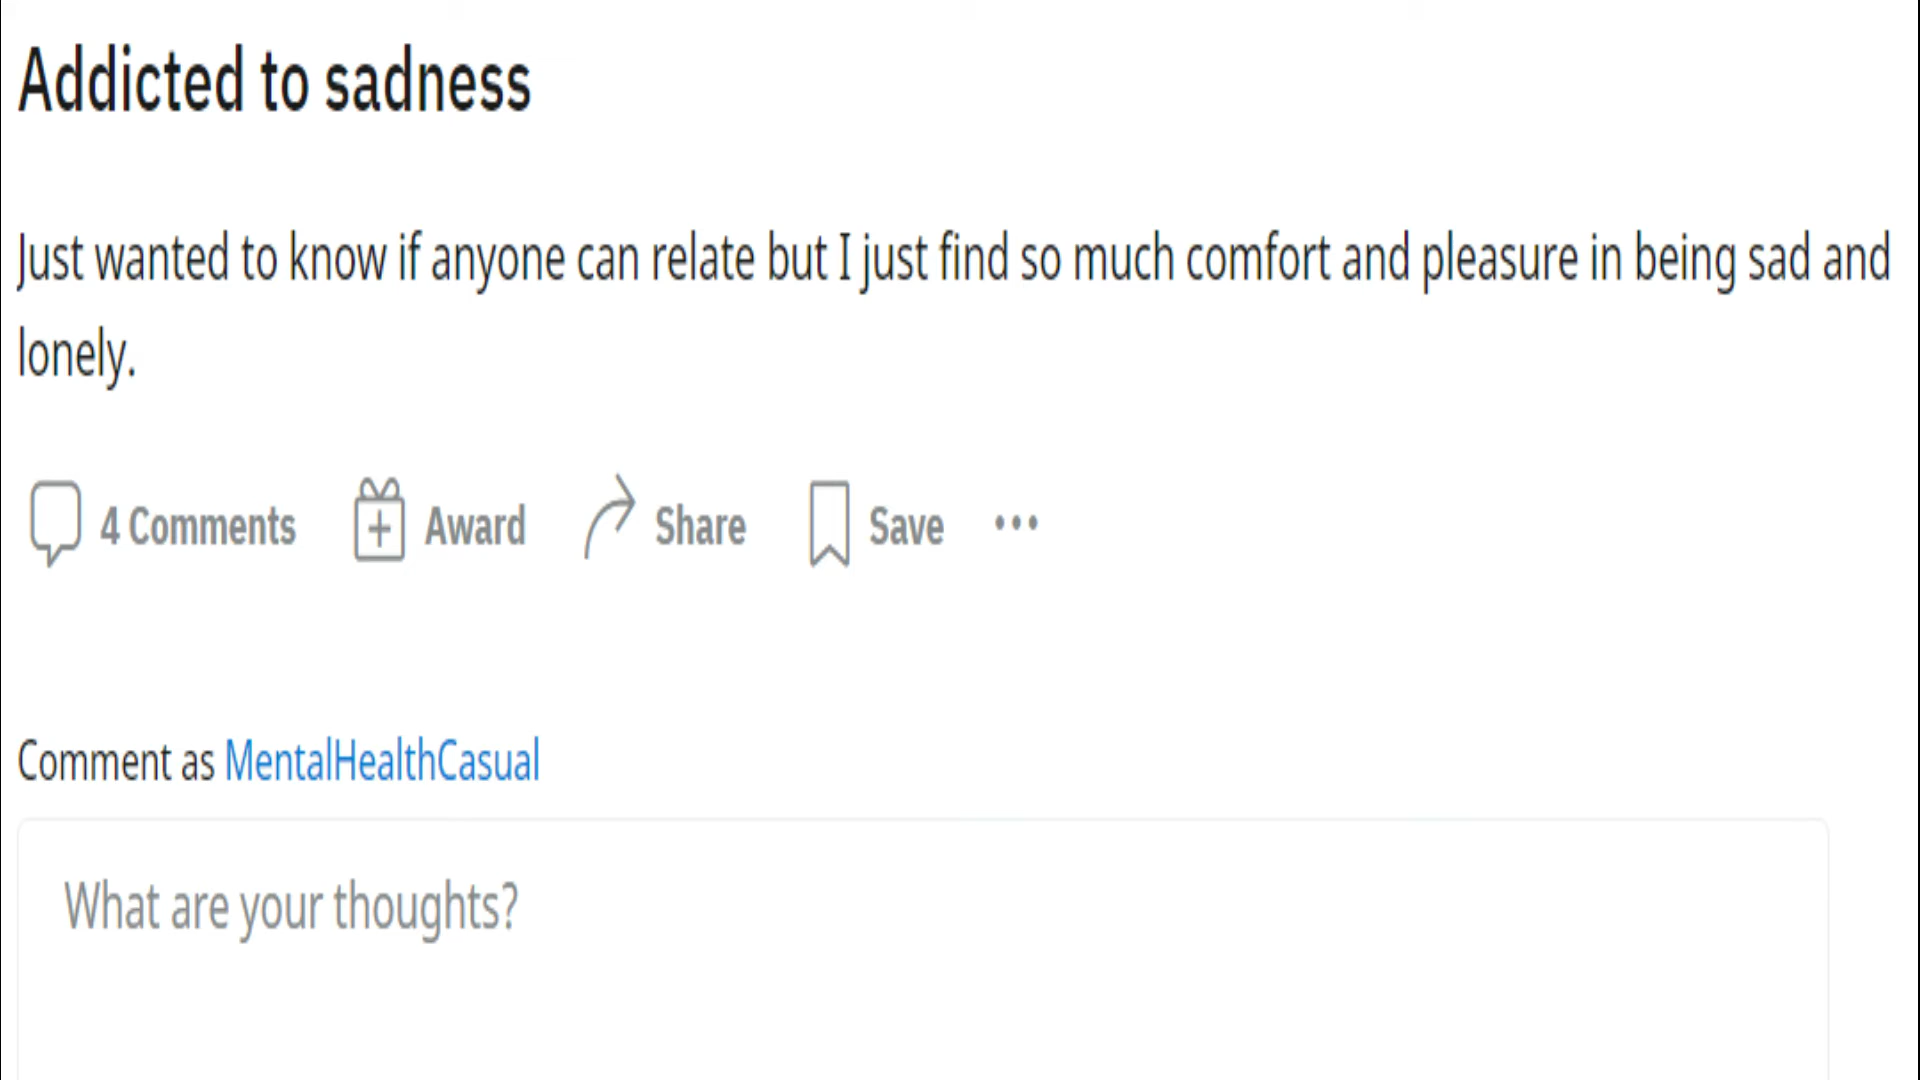 Addicted to sadness
Just wanted to know if anyone can relate but I just find so much comfort and pleasure in being sad and
lonely.
4 Comments Award Share Save
Comment as MentalHealthCasual
What are your thoughts?